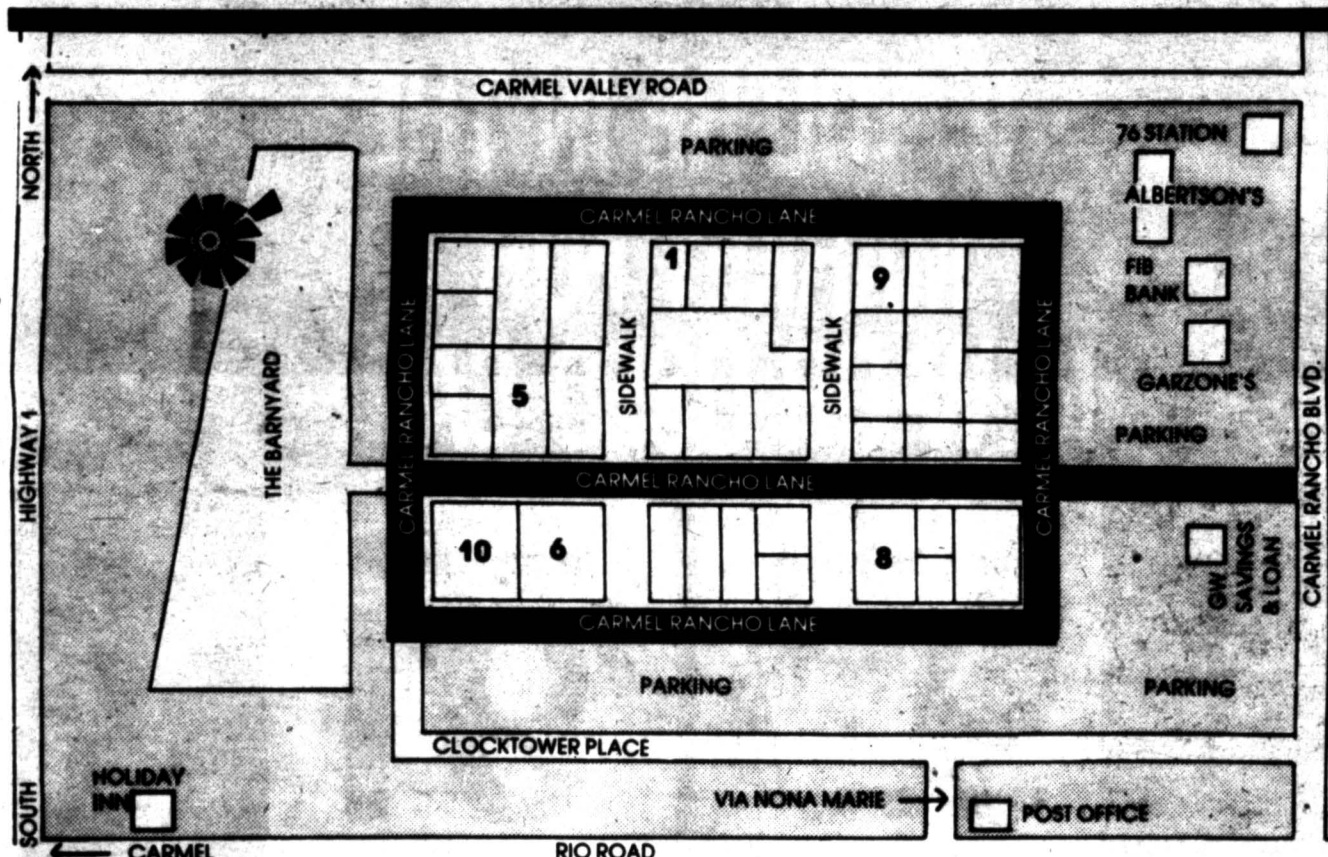 CARMEL VALLEY ROAD
NORTH
76 STATION
PARKING
ALBERTSON'S
CARMEL RANCHO LANE
1
9
FIB
BANK
SIDEWALK
SIDEWALK
CARMEL RANCHO LANE
CARMEL RANCHO LANE
GARZONE'S
5
THE BARNYARD
HIGHWAY 1
PARKING
CARMEL RANCHO BLVD.
CARMEL RANCHO LANE
10
6
8
GW
SAVINGS
& LOAN
CARMEL RANCHO LANE
PARKING
PARKING
CLOCKTOWER PLACE
HOLIDAY
INN
VIA NONA MARIE
POST OFFICE
SOUTH
CARMEL
RIO ROAD